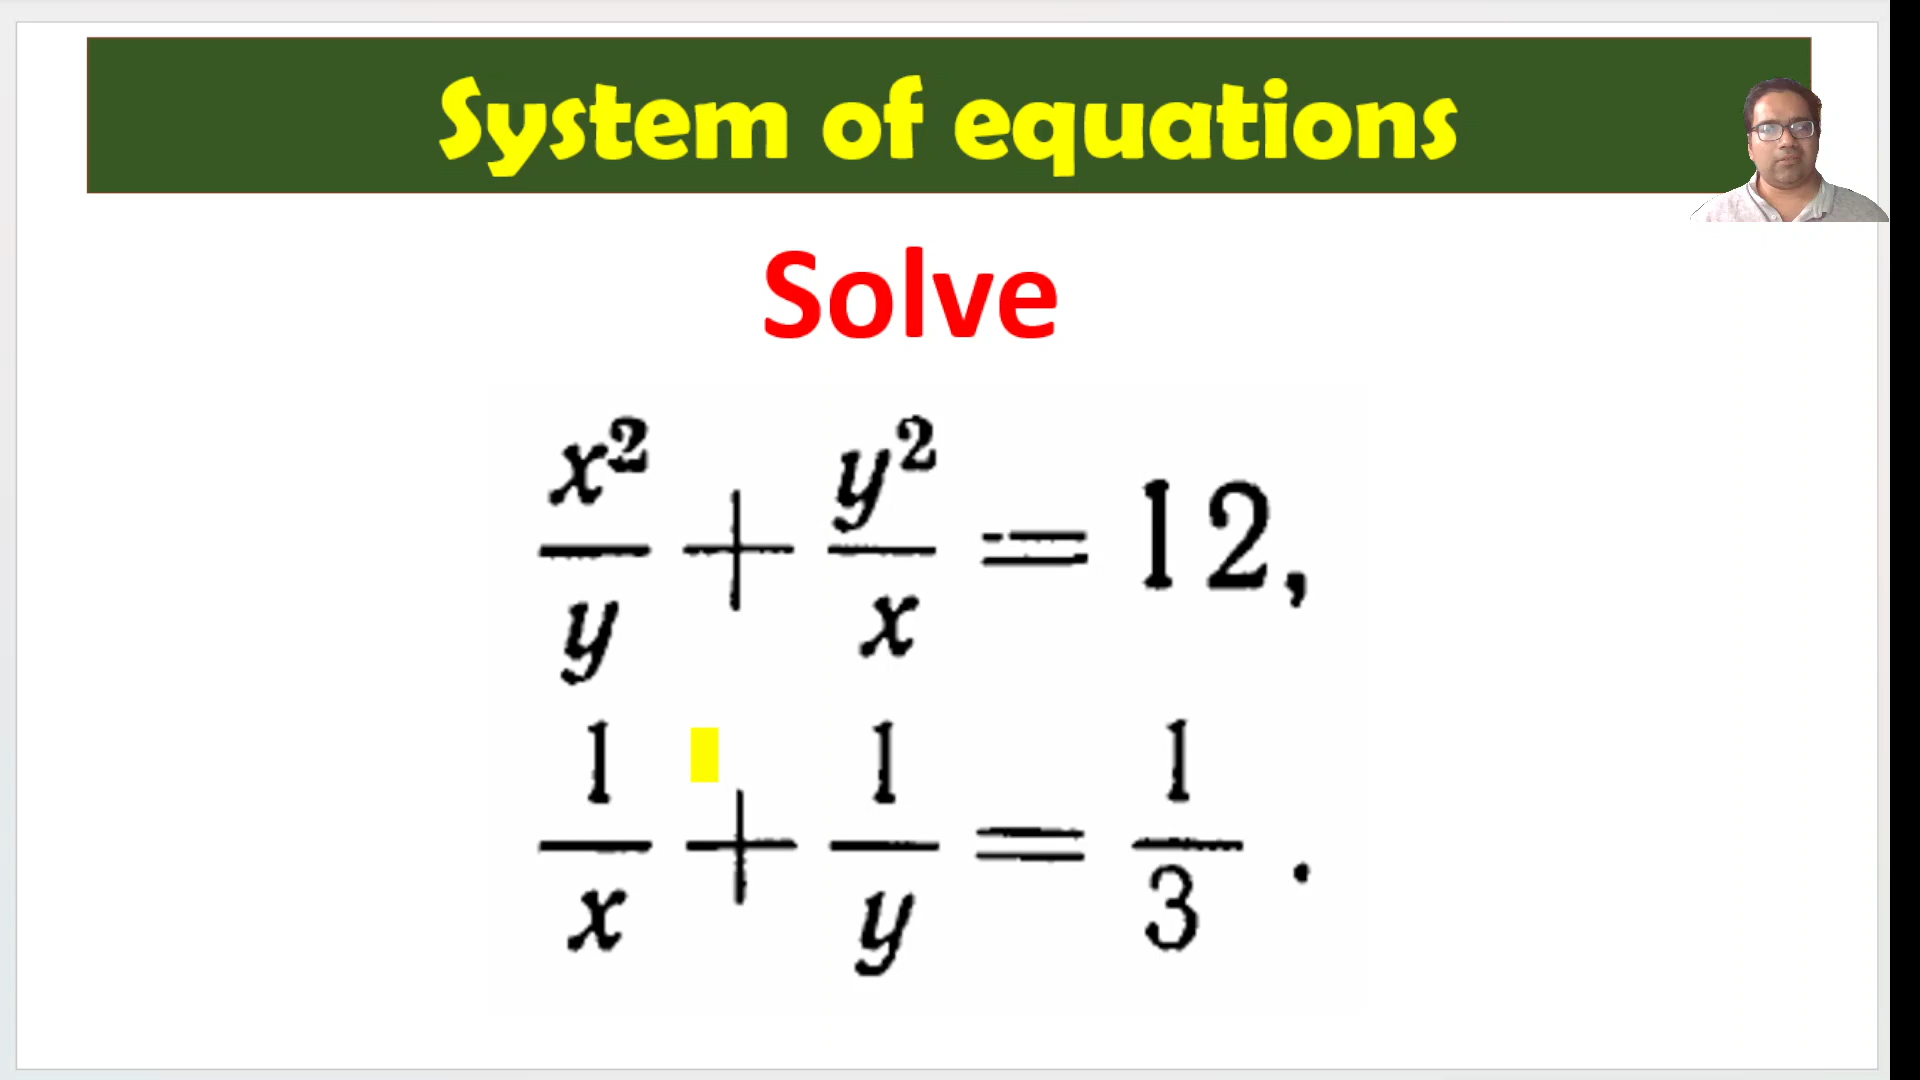 System of equations
Solve
x²/y + y²/x = 12,
1/x + 1/y = 1/3 .